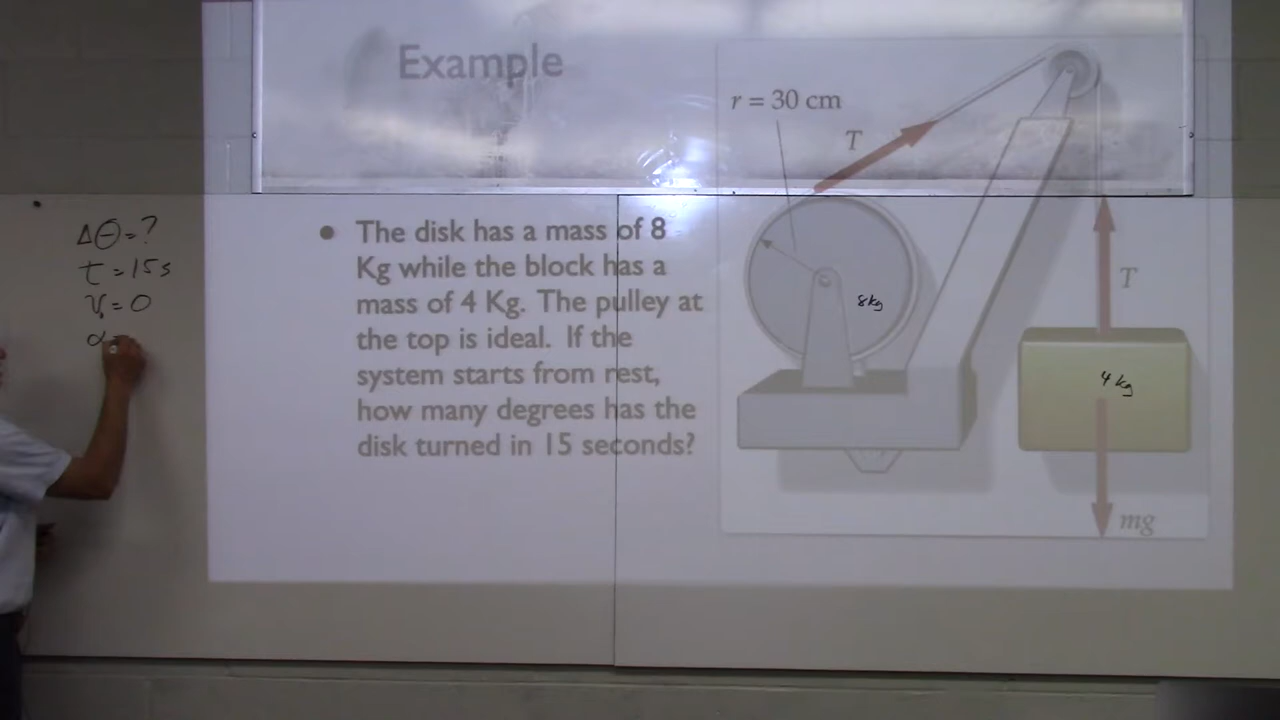 Example
r = 30 cm
T
ΔΘ=?
t = 15 s
v₀ = 0
α =
● The disk has a mass of 8
Kg while the block has a
mass of 4 Kg. The pulley at
the top is ideal. If the
system starts from rest,
how many degrees has the
disk turned in 15 seconds?
8kg
T
4 kg
mg